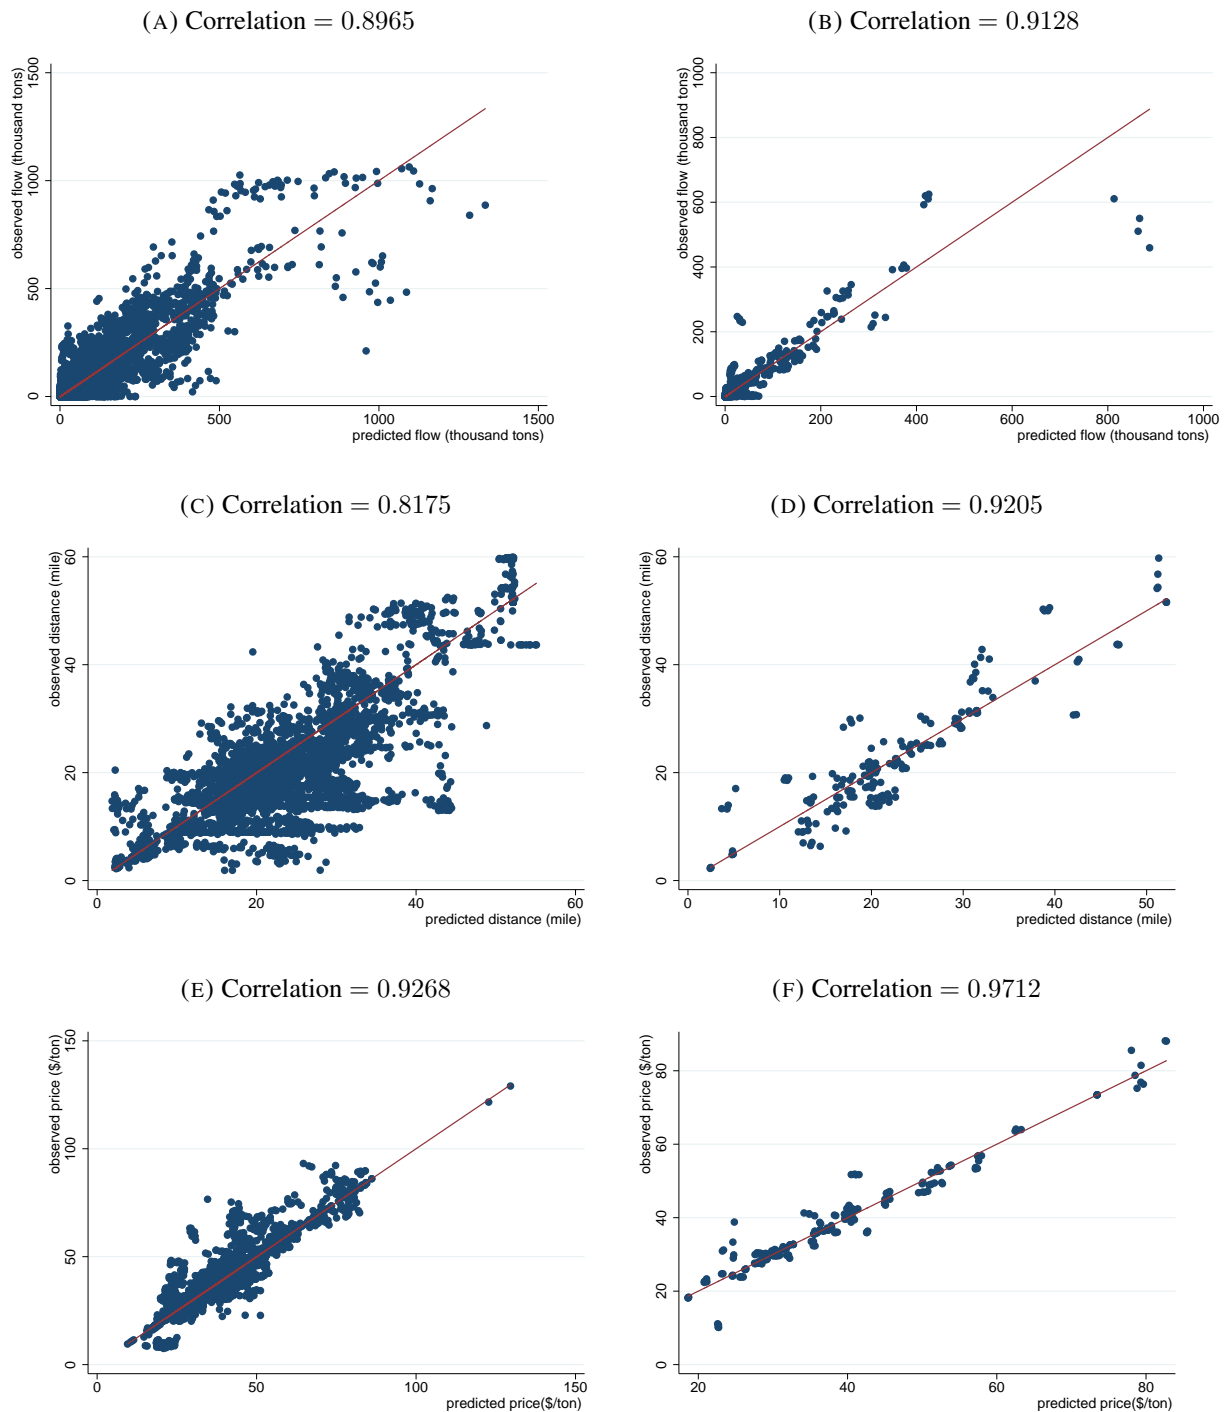 (A) Correlation = 0.8965
observed flow (thousand tons)
0 500 1000 1500
0 500 1000 1500
predicted flow (thousand tons)
(B) Correlation = 0.9128
observed flow (thousand tons)
0 200 400 600 800 1000
0 200 400 600 800 1000
predicted flow (thousand tons)
(C) Correlation = 0.8175
observed distance (mile)
0 20 40 60
0 20 40 60
predicted distance (mile)
(D) Correlation = 0.9205
observed distance (mile)
0 20 40 60
0 10 20 30 40 50
predicted distance (mile)
(E) Correlation = 0.9268
observed price ($/ton)
0 50 100 150
0 50 100 150
predicted price($/ton)
(F) Correlation = 0.9712
observed price ($/ton)
0 20 40 60 80
20 40 60 80
predicted price($/ton)